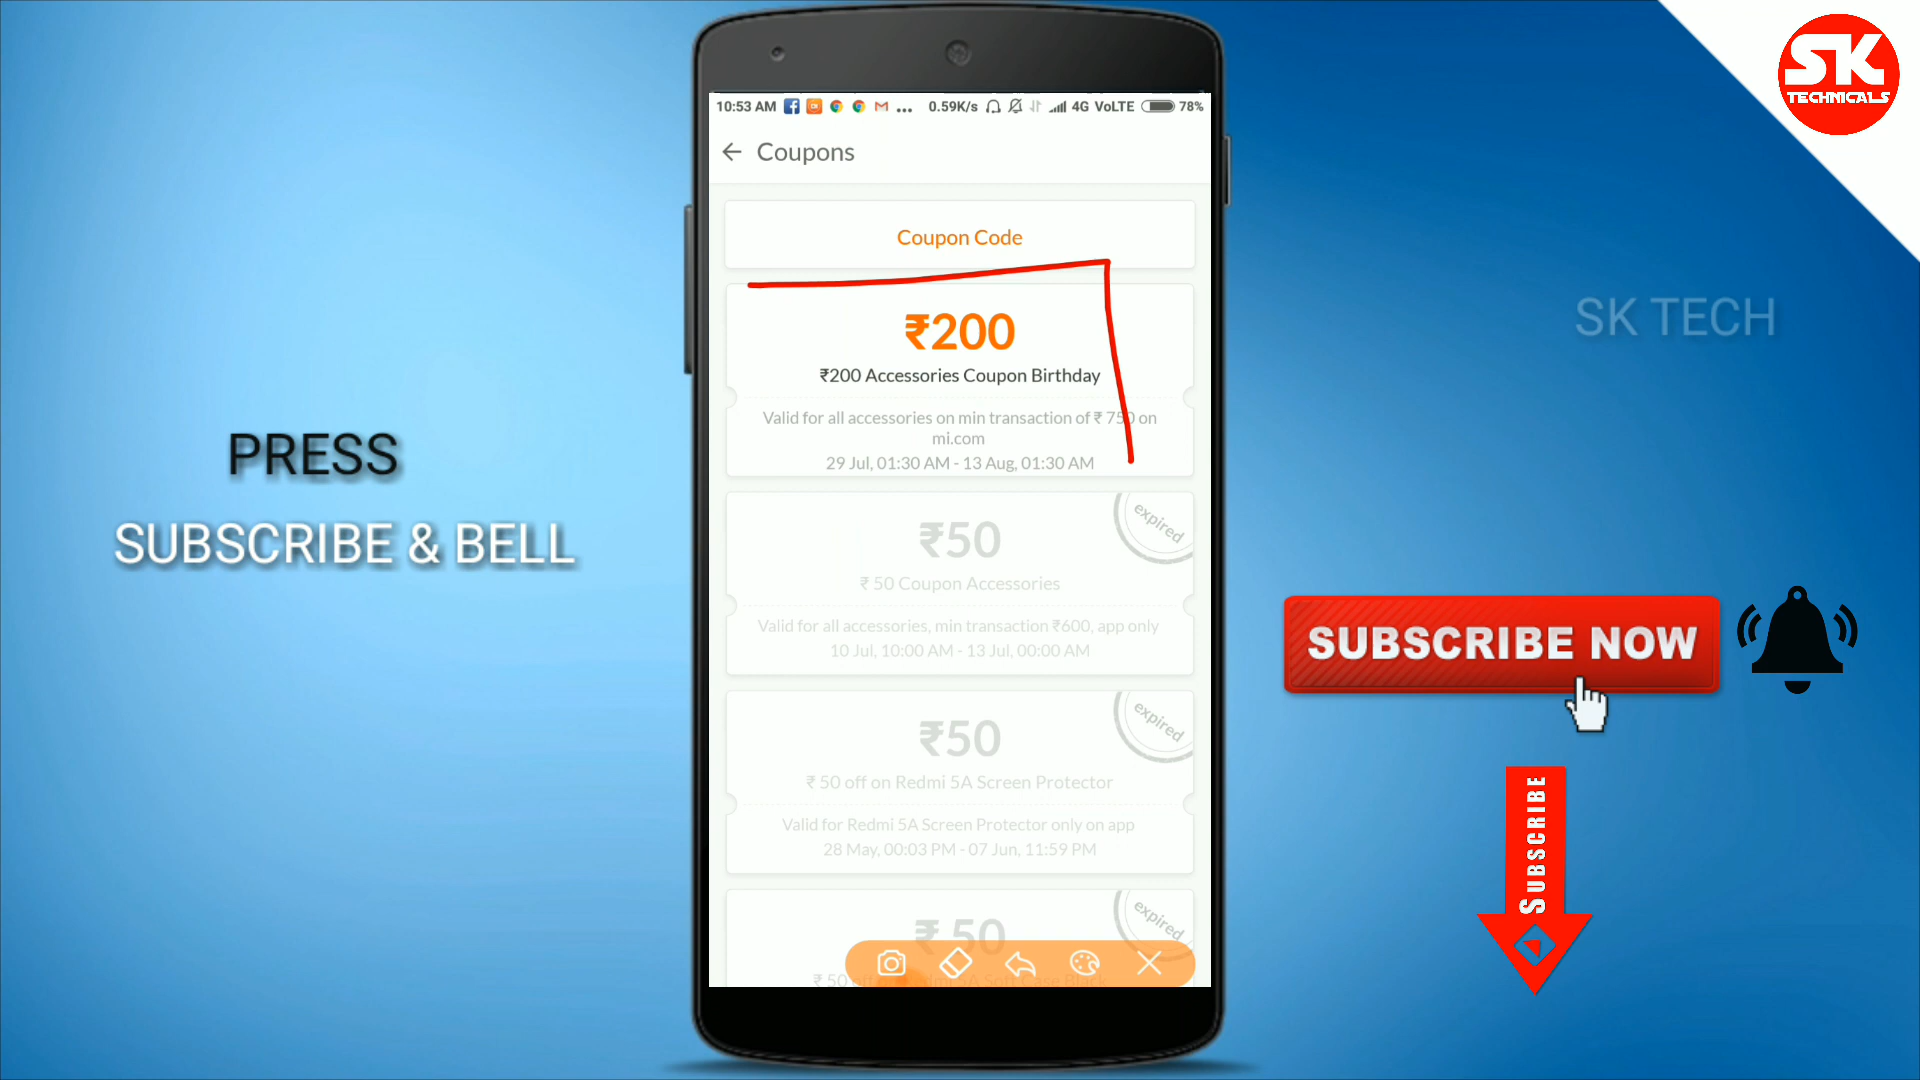 SK
TECHNICALS
10:53 AM ... 0.59K/s 4G VoLTE 78%
Coupons
Coupon Code
₹200
₹200 Accessories Coupon Birthday
Valid for all accessories on min transaction of ₹ 750 on
mi.com
29 Jul, 01:30 AM - 13 Aug, 01:30 AM
expired
₹50
₹ 50 Coupon Accessories
Valid for all accessories, min transaction ₹600, app only
10 Jul, 10:00 AM - 13 Jul, 00:00 AM
expired
₹50
₹ 50 off on Redmi 5A Screen Protector
Valid for Redmi 5A Screen Protector only on app
28 May, 00:03 PM - 07 Jun, 11:59 PM
expired
₹ 50
₹ 50
PRESS
SUBSCRIBE & BELL
SK TECH
SUBSCRIBE NOW
SUBSCRIBE